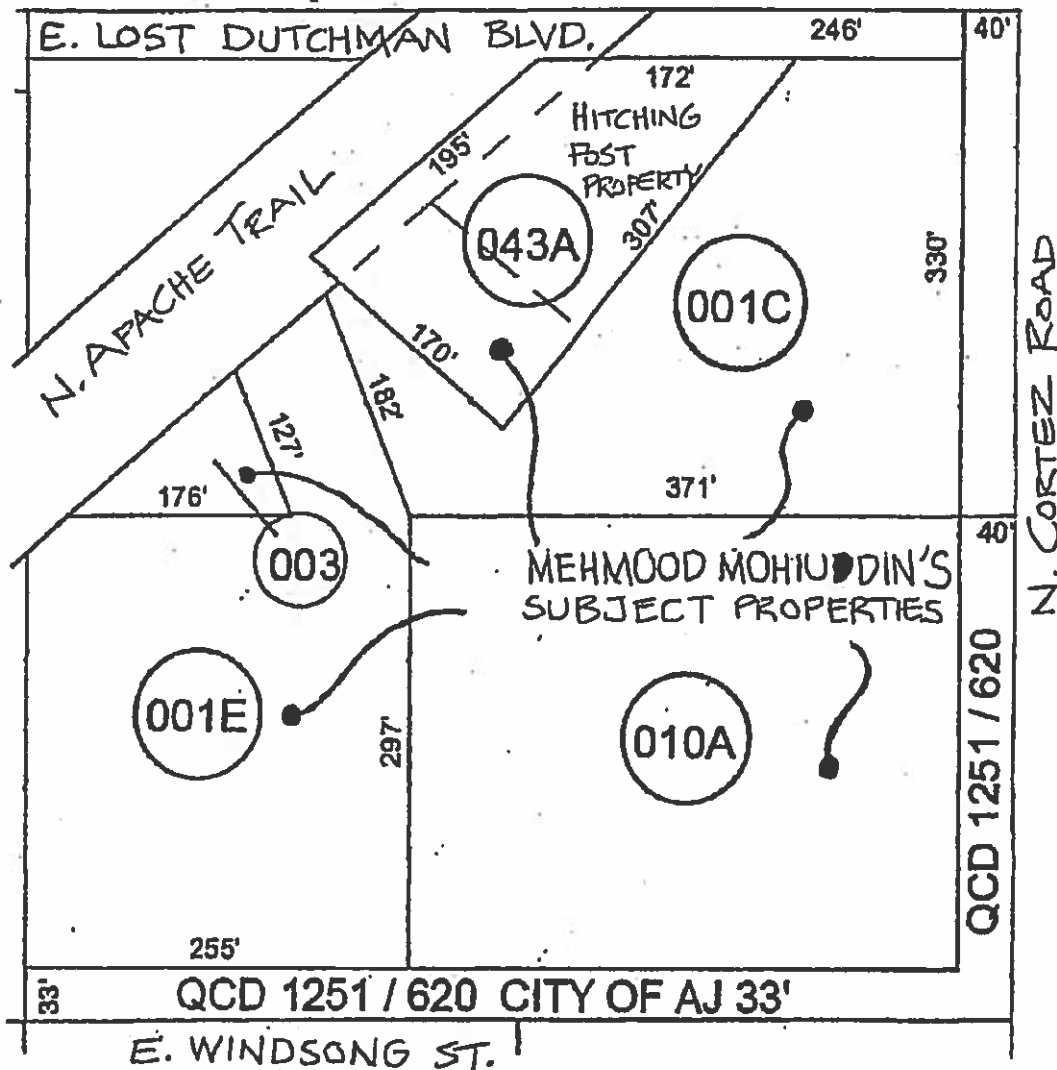 E. LOST DUTCHMAN BLVD.
246'
40'
172'
HITCHING
POST
PROPERTY
195'
N. APACHE TRAIL
043A
307'
001C
330'
N. CORTEZ ROAD
170'
182'
127'
176'
371'
40'
003
MEHMOOD MOHIUDDIN'S
SUBJECT PROPERTIES
001E
297'
010A
QCD 1251 / 620
255'
33'
QCD 1251 / 620 CITY OF AJ 33'
E. WINDSONG ST.